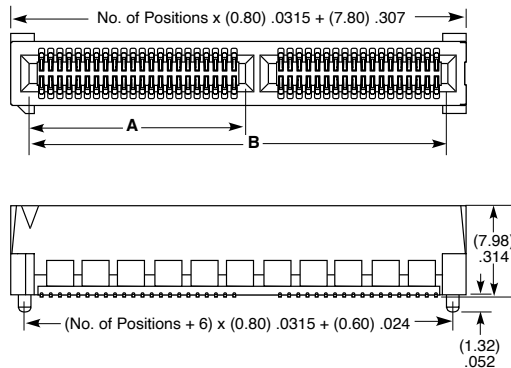 No. of Positions x (0.80) .0315 + (7.80) .307
A
B
(7.98)
.314
(No. of Positions + 6) x (0.80) .0315 + (0.60) .024
(1.32)
.052